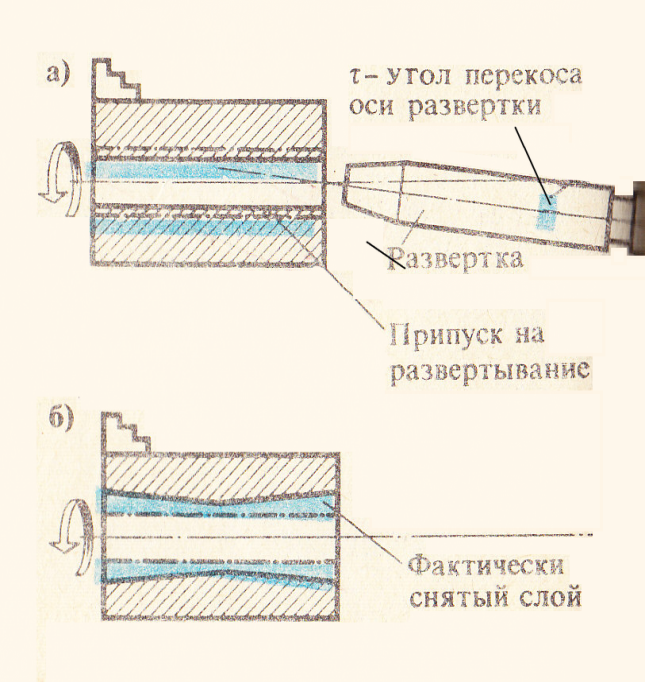 а)
τ– угол перекоса
оси развертки
Развертка
Припуск на
развертывание
б)
Фактически
снятый слой